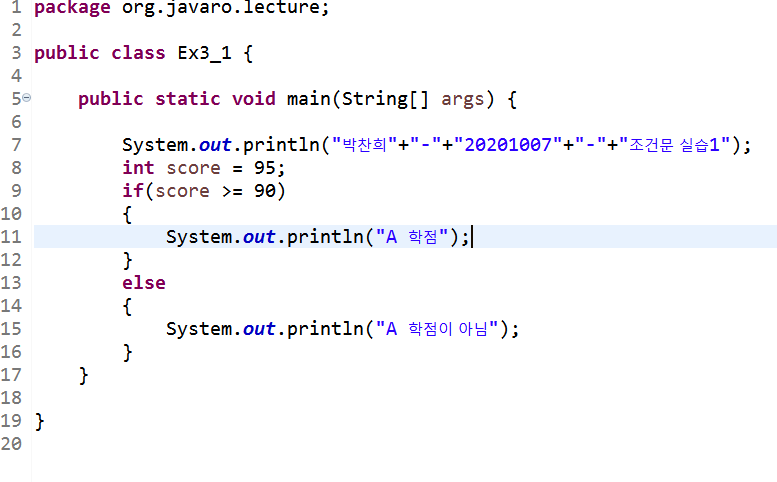 1 package org.javaro.lecture;
2
3 public class Ex3_1 {
4
5 public static void main(String[] args) {
6
7 System.out.println("박찬희"+"-"+"20201007"+"-"+"조건문 실습1");
8 int score = 95;
9 if(score >= 90)
10 {
11 System.out.println("A 학점");
12 }
13 else
14 {
15 System.out.println("A 학점이 아님");
16 }
17 }
18
19 }
20